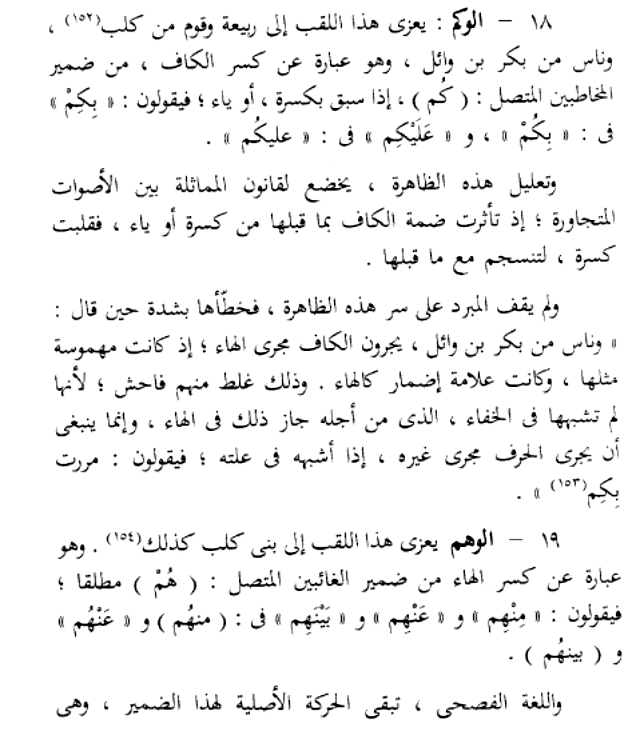 ١٨ – الوكم : يعزى هذا اللقب إلى ربيعة وقوم من كلب(١٥٢) ،
وناس من بكر بن وائل ، وهو عبارة عن كسر الكاف ، من ضمير
المخاطبين المتصل : ( كُم ) ، إذا سبق بكسرة ، أو ياء ؛ فيقولون : « بِكِمْ »
فى : « بِكُمْ » ، و « عَلَيْكِم » فى : « عليكُم » .
وتعليل هذه الظاهرة ، يخضع لقانون المماثلة بين الأصوات
المتجاورة ؛ إذ تأثرت ضمة الكاف بما قبلها من كسرة أو ياء ، فقلبت
كسرة ، لتنسجم مع ما قبلها .
ولم يقف المبرد على سر هذه الظاهرة ، فخطّأها بشدة حين قال :
« وناس من بكر بن وائل ، يجرون الكاف مجرى الهاء ؛ إذ كانت مهموسة
مثلها ، وكانت علامة إضمار كالهاء . وذلك غلط منهم فاحش ؛ لأنها
لم تشبهها فى الخفاء ، الذى من أجله جاز ذلك فى الهاء ، وإنما ينبغى
أن يجرى الحرف مجرى غيره ، إذا أشبهه فى علته ؛ فيقولون : مررت
بِكِم(١٥٣) » .
١٩ – الوهم يعزى هذا اللقب إلى بنى كلب كذلك(١٥٤) . وهو
عبارة عن كسر الهاء من ضمير الغائبين المتصل : ( هُمْ ) مطلقا ؛
فيقولون : « مِنْهِم » و « عَنْهِم » و « بَيْنَهِم » فى : ( منهُم ) و « عَنْهُم »
و ( بينهُم ) .
واللغة الفصحى ، تبقى الحركة الأصلية لهذا الضمير ، وهى